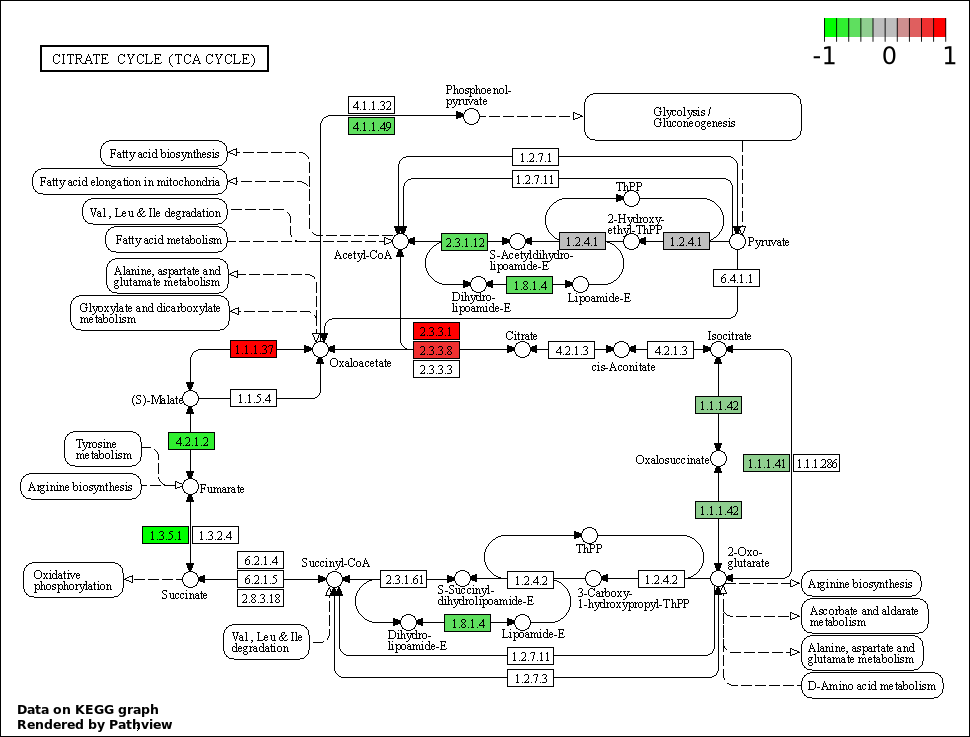 -1 0 1
CITRATE CYCLE (TCA CYCLE)
Phosphoenol-
pyruvate
4.1.1.32
4.1.1.49
Glycolysis /
Gluconeogenesis
Fatty acid biosynthesis
Fatty acid elongation in mitochondria
Val, Leu & Ile degradation
Fatty acid metabolism
Alanine, aspartate and
glutamate metabolism
Glyoxylate and dicarboxylate
metabolism
1.2.7.1
1.2.7.11
ThPP
2-Hydroxy-
ethyl-ThPP
2.3.1.12
1.2.4.1
1.2.4.1
Pyruvate
Acetyl-CoA
S-Acetyldihydro-
lipoamide-E
1.8.1.4
6.4.1.1
Dihydro-
lipoamide-E
Lipoamide-E
2.3.3.1
2.3.3.8
2.3.3.3
Citrate
Isocitrate
1.1.1.37
Oxaloacetate
4.2.1.3
4.2.1.3
cis-Aconitate
(S)-Malate
1.1.5.4
1.1.1.42
4.2.1.2
Tyrosine
metabolism
Oxalosuccinate
1.1.1.41
1.1.1.286
Arginine biosynthesis
Fumarate
1.1.1.42
1.3.5.1
1.3.2.4
ThPP
2-Oxo-
glutarate
Oxidative
phosphorylation
Succinate
6.2.1.4
6.2.1.5
2.8.3.18
Succinyl-CoA
2.3.1.61
S-Succinyl-
dihydrolipoamide-E
1.2.4.2
1.2.4.2
3-Carboxy-
1-hydroxypropyl-ThPP
Arginine biosynthesis
Ascorbate and aldarate
metabolism
Alanine, aspartate and
glutamate metabolism
D-Amino acid metabolism
1.8.1.4
Dihydro-
lipoamide-E
Lipoamide-E
Val, Leu & Ile
degradation
1.2.7.11
1.2.7.3
Data on KEGG graph
Rendered by Pathview